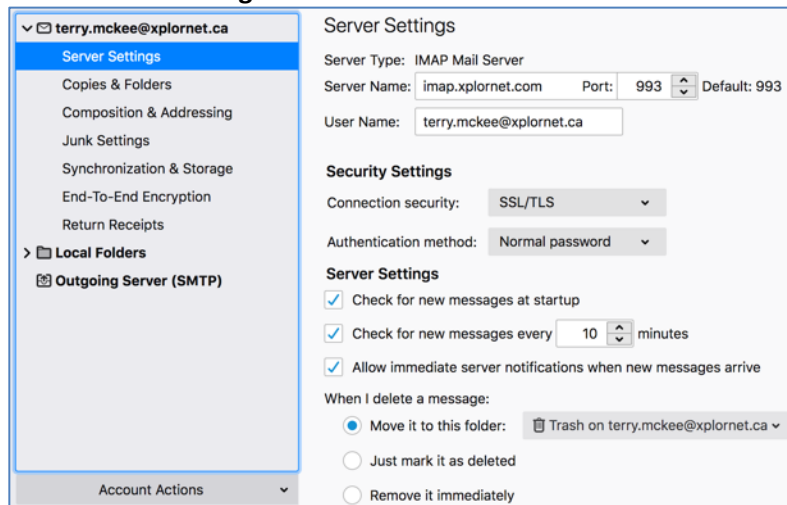 terry.mckee@xplornet.ca
Server Settings
Copies & Folders
Composition & Addressing
Junk Settings
Synchronization & Storage
End-To-End Encryption
Return Receipts
Local Folders
Outgoing Server (SMTP)
Account Actions
Server Settings
Server Type: IMAP Mail Server
Server Name: imap.xplornet.com Port: 993 Default: 993
User Name: terry.mckee@xplornet.ca
Security Settings
Connection security: SSL/TLS
Authentication method: Normal password
Server Settings
Check for new messages at startup
Check for new messages every 10 minutes
Allow immediate server notifications when new messages arrive
When I delete a message:
Move it to this folder: Trash on terry.mckee@xplornet.ca
Just mark it as deleted
Remove it immediately